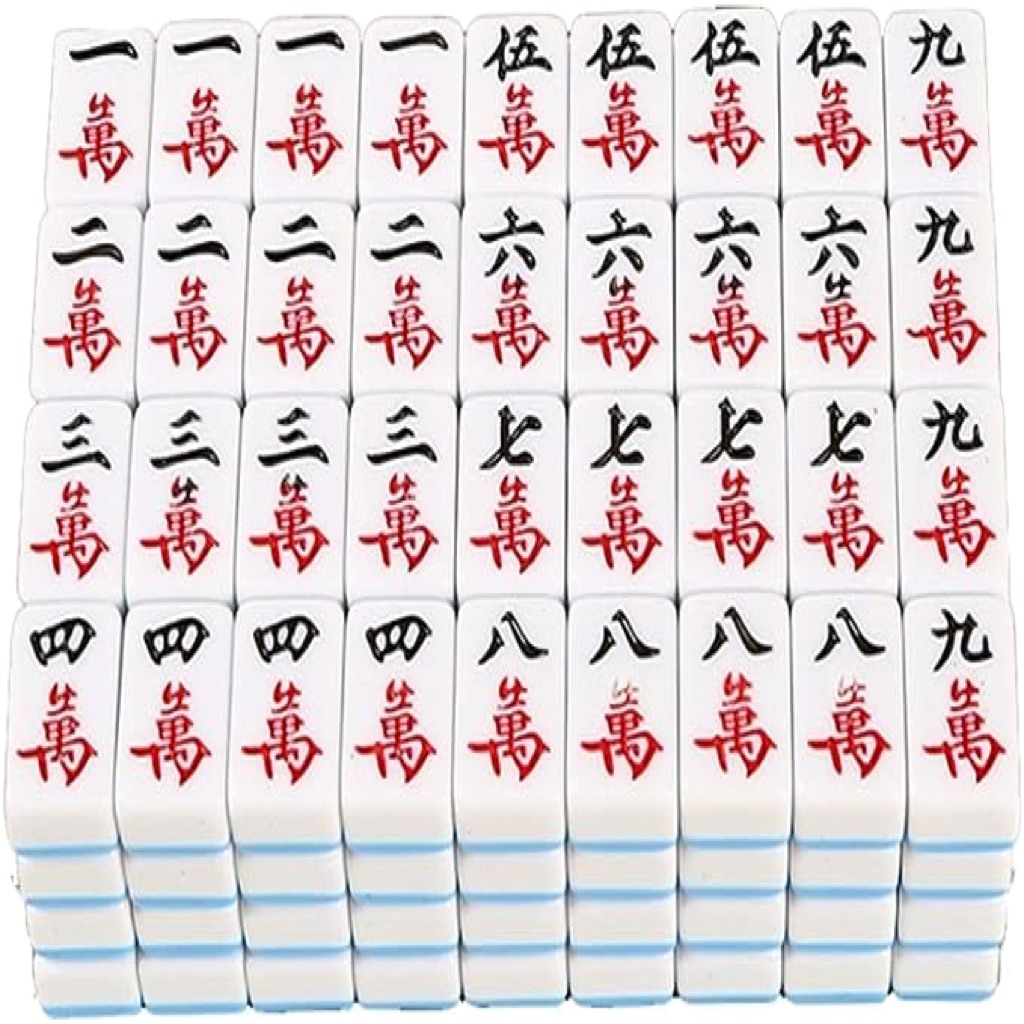 一 一 一 一 伍 伍 伍 伍 九
萬 萬 萬 萬 萬 萬 萬 萬 萬
二 二 二 二 六 六 六 六 九
萬 萬 萬 萬 萬 萬 萬 萬 萬
三 三 三 三 七 七 七 七 九
萬 萬 萬 萬 萬 萬 萬 萬 萬
四 四 四 四 八 八 八 八 九
萬 萬 萬 萬 萬 萬 萬 萬 萬